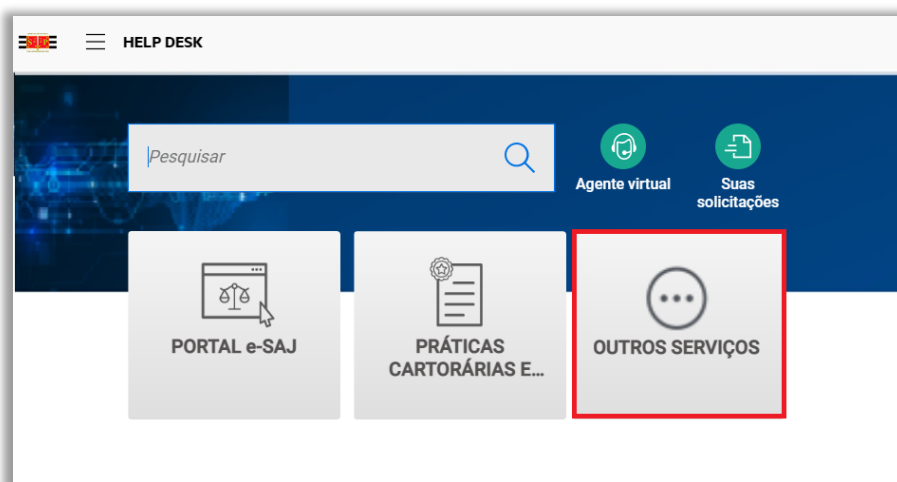 HELP DESK
Pesquisar
Agente virtual
Suas
solicitações
PORTAL e-SAJ
PRÁTICAS
CARTORÁRIAS E...
OUTROS SERVIÇOS